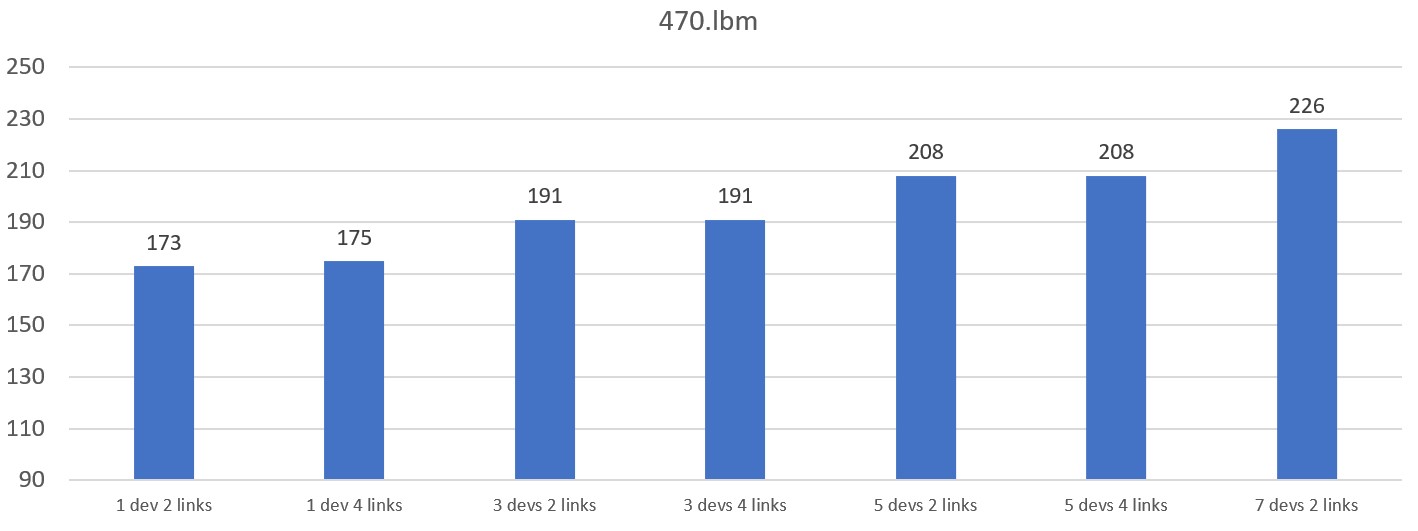 470.lbm
250
230
210
190
170
150
130
110
90
173
175
191
191
208
208
226
1 dev 2 links
1 dev 4 links
3 devs 2 links
3 devs 4 links
5 devs 2 links
5 devs 4 links
7 devs 2 links